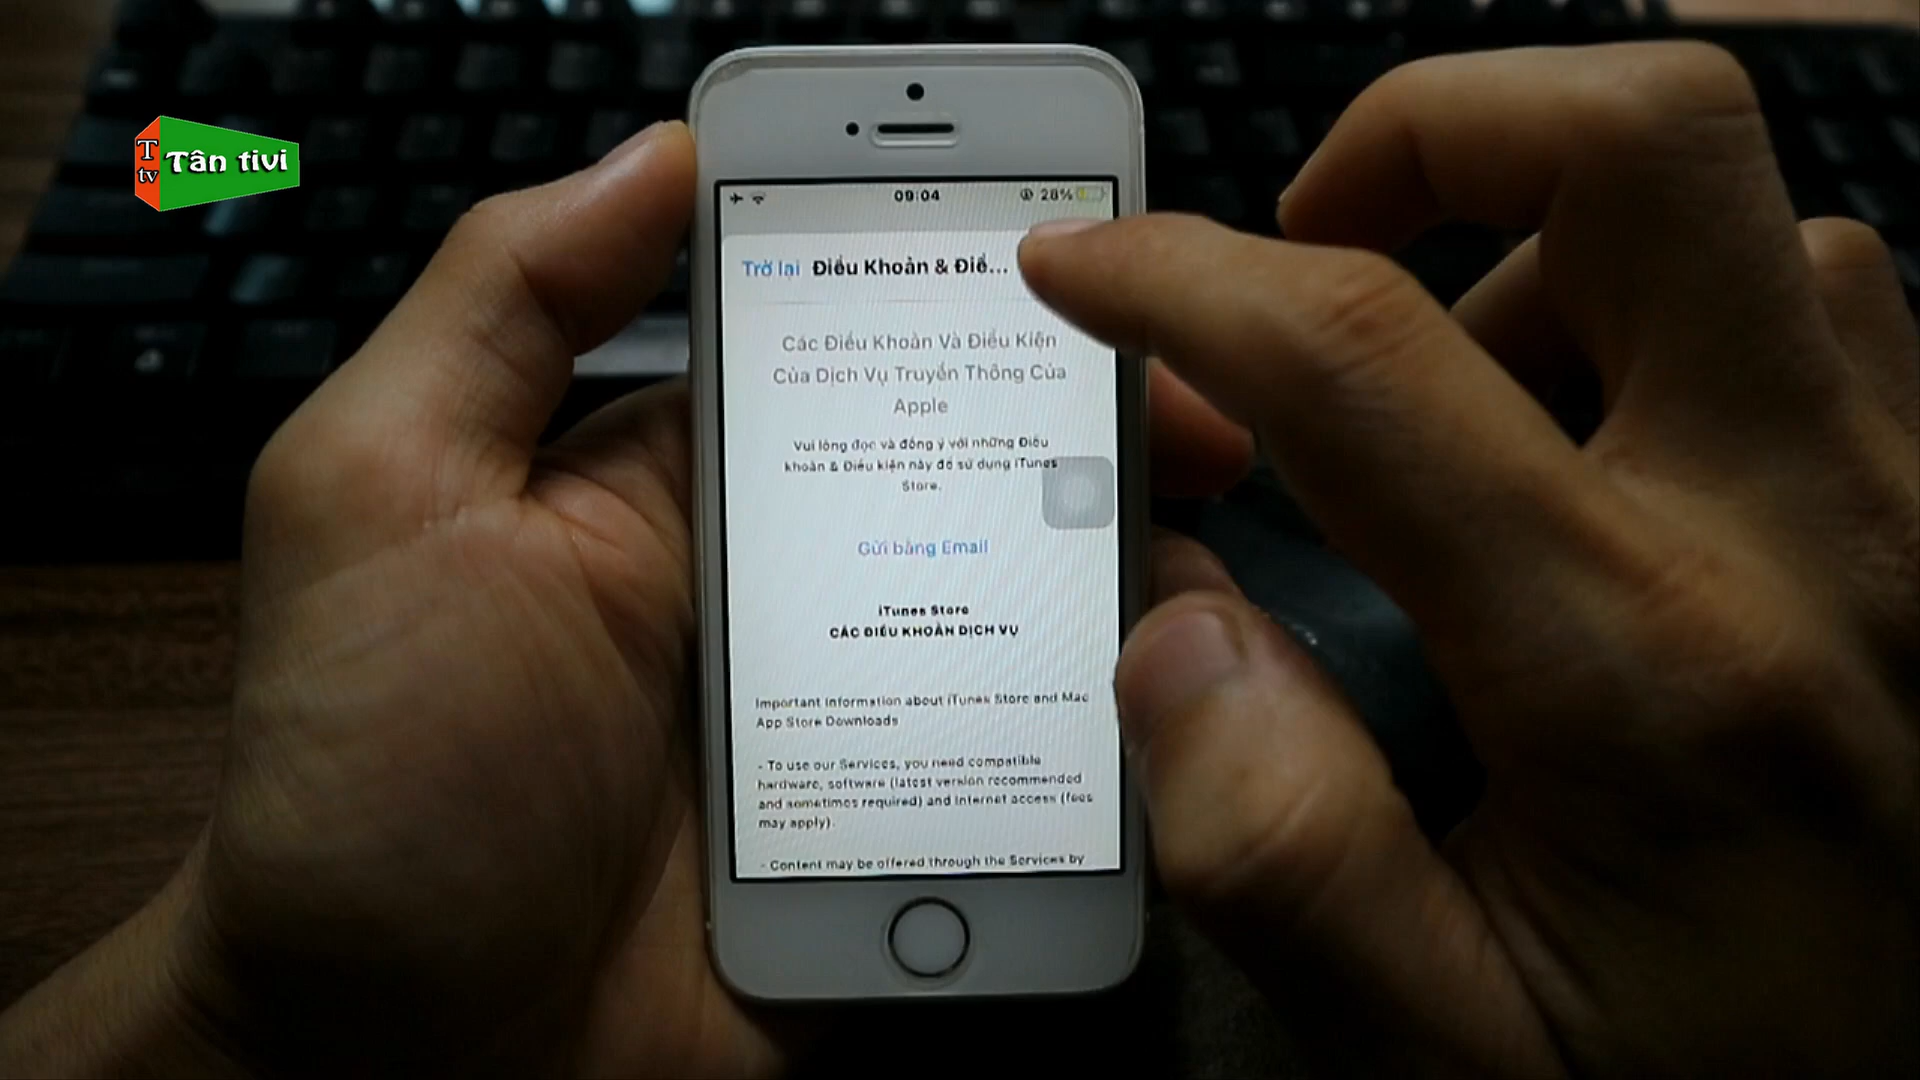 T
tv
Tân tivi
09:04
28%
Trở lại
Điều Khoản & Điề...
Các Điều Khoản Và Điều Kiện
Của Dịch Vụ Truyền Thông Của
Apple
Vui lòng đọc và đồng ý với những Điều
khoản & Điều kiện này để sử dụng iTunes
Store.
Gửi bằng Email
iTunes Store
CÁC ĐIỀU KHOẢN DỊCH VỤ
Important information about iTunes Store and Mac
App Store Downloads
- To use our Services, you need compatible
hardware, software (latest version recommended
and sometimes required) and Internet access (fees
may apply).
- Content may be offered through the Services by